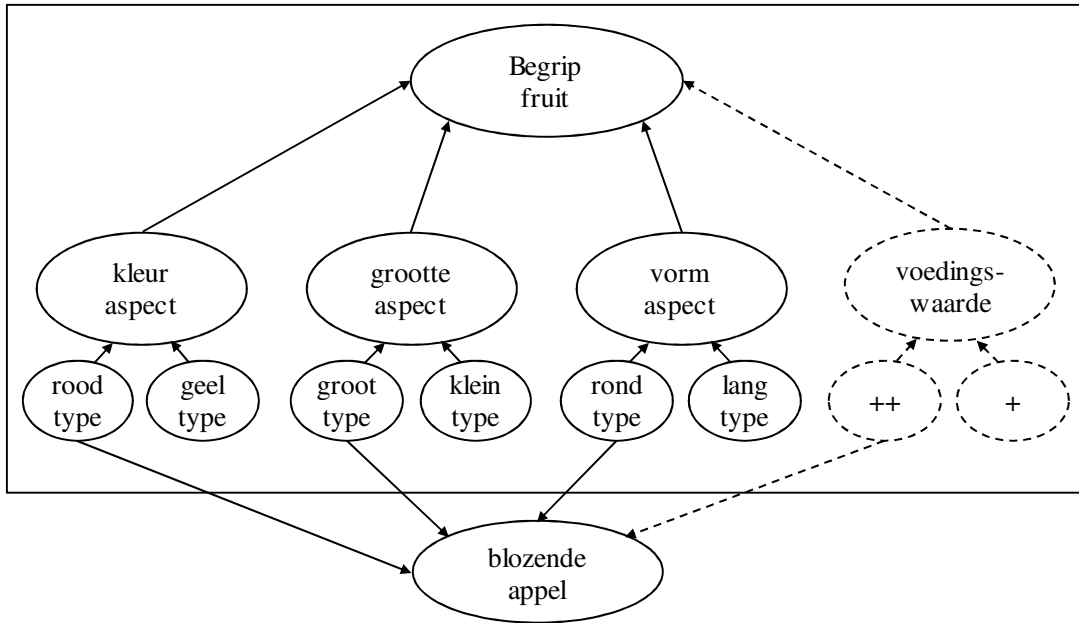 Begrip
fruit
kleur
aspect
grootte
aspect
vorm
aspect
voedings-
waarde
rood
type
geel
type
groot
type
klein
type
rond
type
lang
type
++
+
blozende
appel